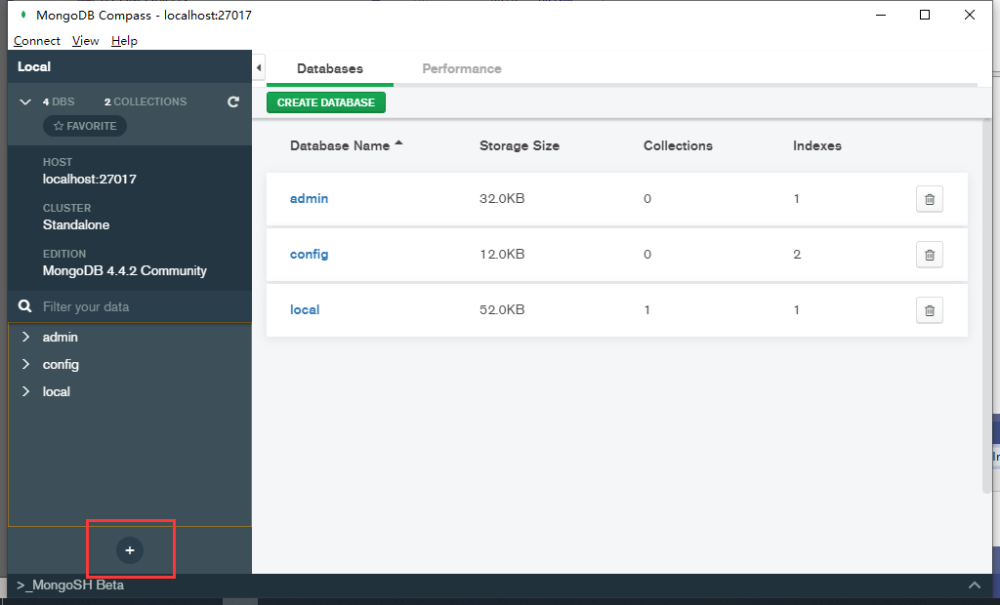 MongoDB Compass - localhost:27017
Connect View Help
Local
4 DBS 2 COLLECTIONS
FAVORITE
HOST
localhost:27017
CLUSTER
Standalone
EDITION
MongoDB 4.4.2 Community
Filter your data
admin
config
local
>_MongoSH Beta
Databases Performance
CREATE DATABASE
Database Name Storage Size Collections Indexes
admin 32.0KB 0 1
config 12.0KB 0 2
local 52.0KB 1 1